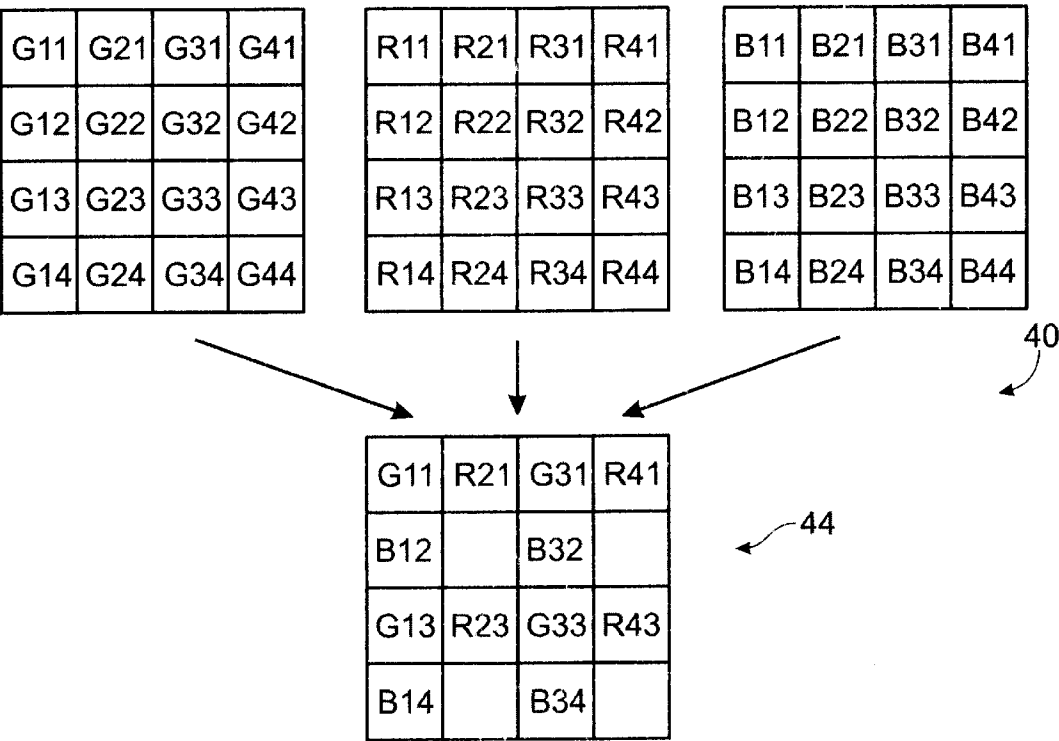 G11 G21 G31 G41
G12 G22 G32 G42
G13 G23 G33 G43
G14 G24 G34 G44
R11 R21 R31 R41
R12 R22 R32 R42
R13 R23 R33 R43
R14 R24 R34 R44
B11 B21 B31 B41
B12 B22 B32 B42
B13 B23 B33 B43
B14 B24 B34 B44
40
G11 R21 G31 R41
B12 B32
G13 R23 G33 R43
B14 B34
44